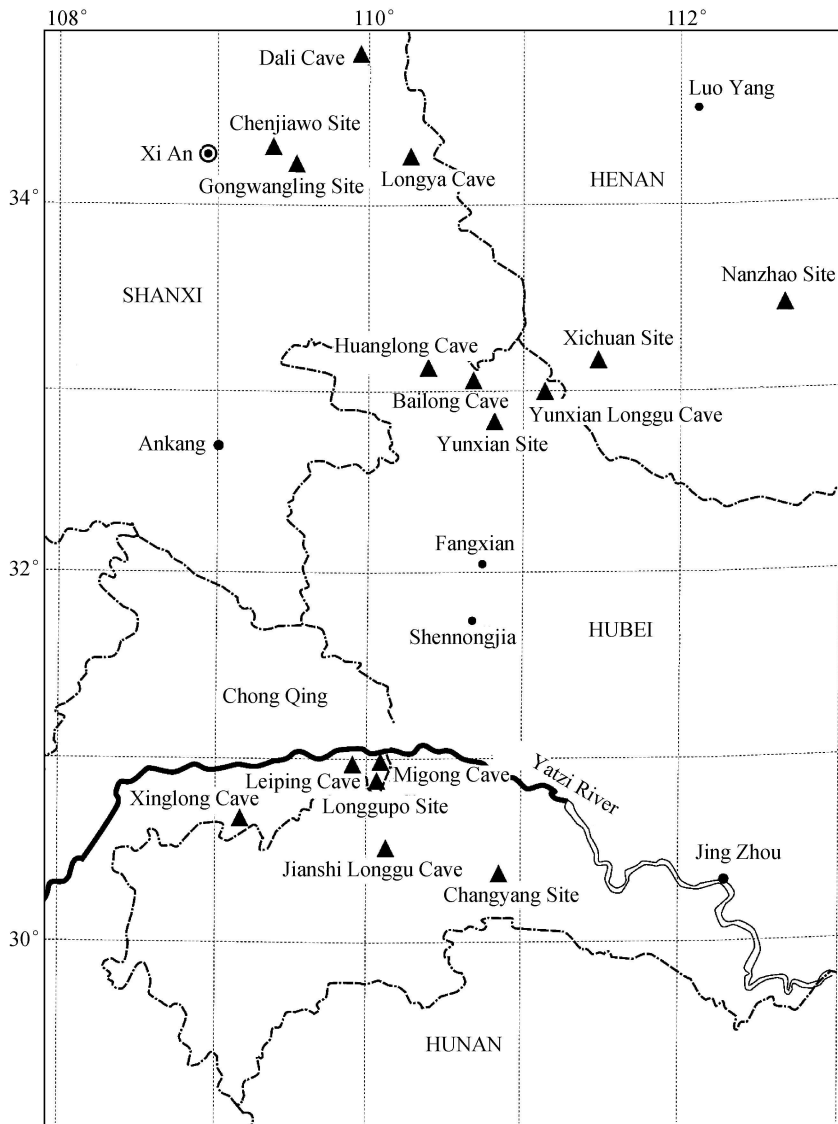 108° 110° 112°
Dali Cave
Luo Yang
Chenjiawo Site
Xi An
Gongwangling Site
Longya Cave
HENAN
34°
Nanzhao Site
SHANXI
Xichuan Site
Huanglong Cave
Bailong Cave
Yunxian Longgu Cave
Yunxian Site
Ankang
Fangxian
32°
HUBEI
Shennongjia
Chong Qing
Leiping Cave
Migong Cave
Yatzi River
Xinglong Cave
Longgupo Site
Jing Zhou
Jianshi Longgu Cave
Changyang Site
30°
HUNAN